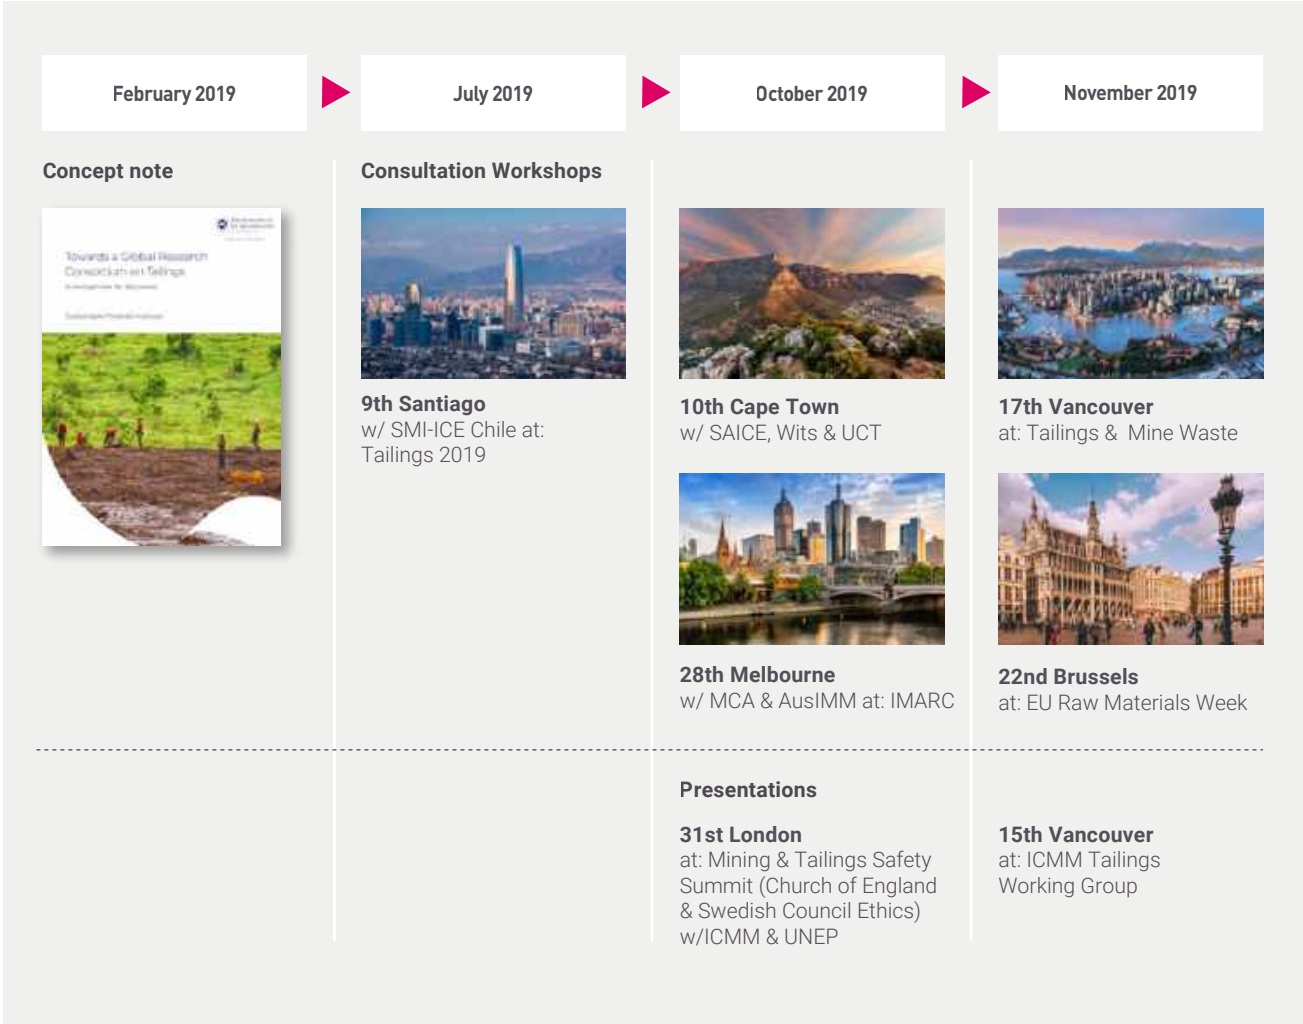 February 2019
July 2019
October 2019
November 2019
Concept note
Consultation Workshops
Towards a Global Research
Consortium on Tailings
9th Santiago
w/ SMI-ICE Chile at:
Tailings 2019
10th Cape Town
w/ SAICE, Wits & UCT
17th Vancouver
at: Tailings & Mine Waste
28th Melbourne
w/ MCA & AusIMM at: IMARC
22nd Brussels
at: EU Raw Materials Week
Presentations
31st London
at: Mining & Tailings Safety
Summit (Church of England
& Swedish Council Ethics)
w/ICMM & UNEP
15th Vancouver
at: ICMM Tailings
Working Group